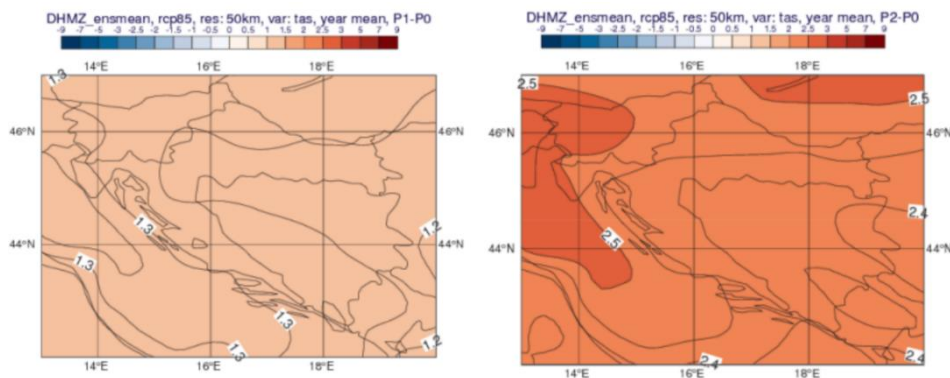 DHMZ_ensmean, rcp85, res: 50km, var: tas, year mean, P1-P0
-9 -7 -5 -3 -2.5 -2 -1.5 -1 -0.5 0 0.5 1 1.5 2 2.5 3 5 7 9
14°E 16°E 18°E
1.3
46°N
1.3
1.2
44°N
1.3
1.3
1.3
1.2
14°E 16°E 18°E
DHMZ_ensmean, rcp85, res: 50km, var: tas, year mean, P2-P0
-9 -7 -5 -3 -2.5 -2 -1.5 -1 -0.5 0 0.5 1 1.5 2 2.5 3 5 7 9
14°E 16°E 18°E
2.5
2.5
46°N
2.4
2.5
44°N
2.4
2.4
14°E 16°E 18°E